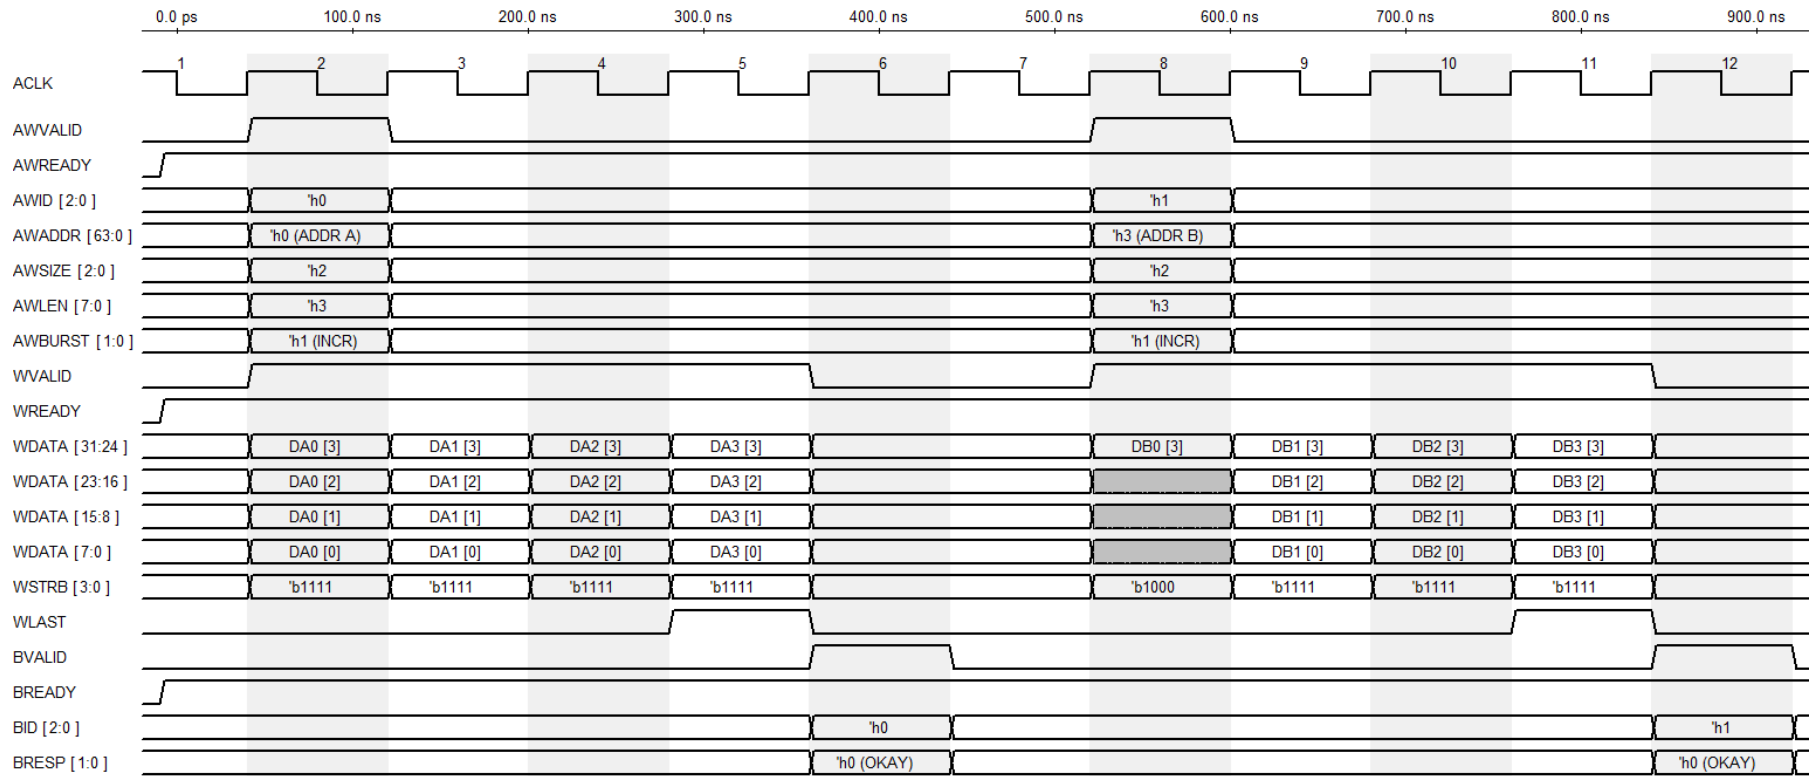 0.0 ps 100.0 ns 200.0 ns 300.0 ns 400.0 ns 500.0 ns 600.0 ns 700.0 ns 800.0 ns 900.0 ns
1 2 3 4 5 6 7 8 9 10 11 12
ACLK
AWVALID
AWREADY
AWID [2:0] 'h0 'h1
AWADDR [63:0] 'h0 (ADDR A) 'h3 (ADDR B)
AWSIZE [2:0] 'h2 'h2
AWLEN [7:0] 'h3 'h3
AWBURST [1:0] 'h1 (INCR) 'h1 (INCR)
WVALID
WREADY
WDATA [31:24] DA0 [3] DA1 [3] DA2 [3] DA3 [3] DB0 [3] DB1 [3] DB2 [3] DB3 [3]
WDATA [23:16] DA0 [2] DA1 [2] DA2 [2] DA3 [2] DB1 [2] DB2 [2] DB3 [2]
WDATA [15:8] DA0 [1] DA1 [1] DA2 [1] DA3 [1] DB1 [1] DB2 [1] DB3 [1]
WDATA [7:0] DA0 [0] DA1 [0] DA2 [0] DA3 [0] DB1 [0] DB2 [0] DB3 [0]
WSTRB [3:0] 'b1111 'b1111 'b1111 'b1111 'b1000 'b1111 'b1111 'b1111
WLAST
BVALID
BREADY
BID [2:0] 'h0 'h1
BRESP [1:0] 'h0 (OKAY) 'h0 (OKAY)